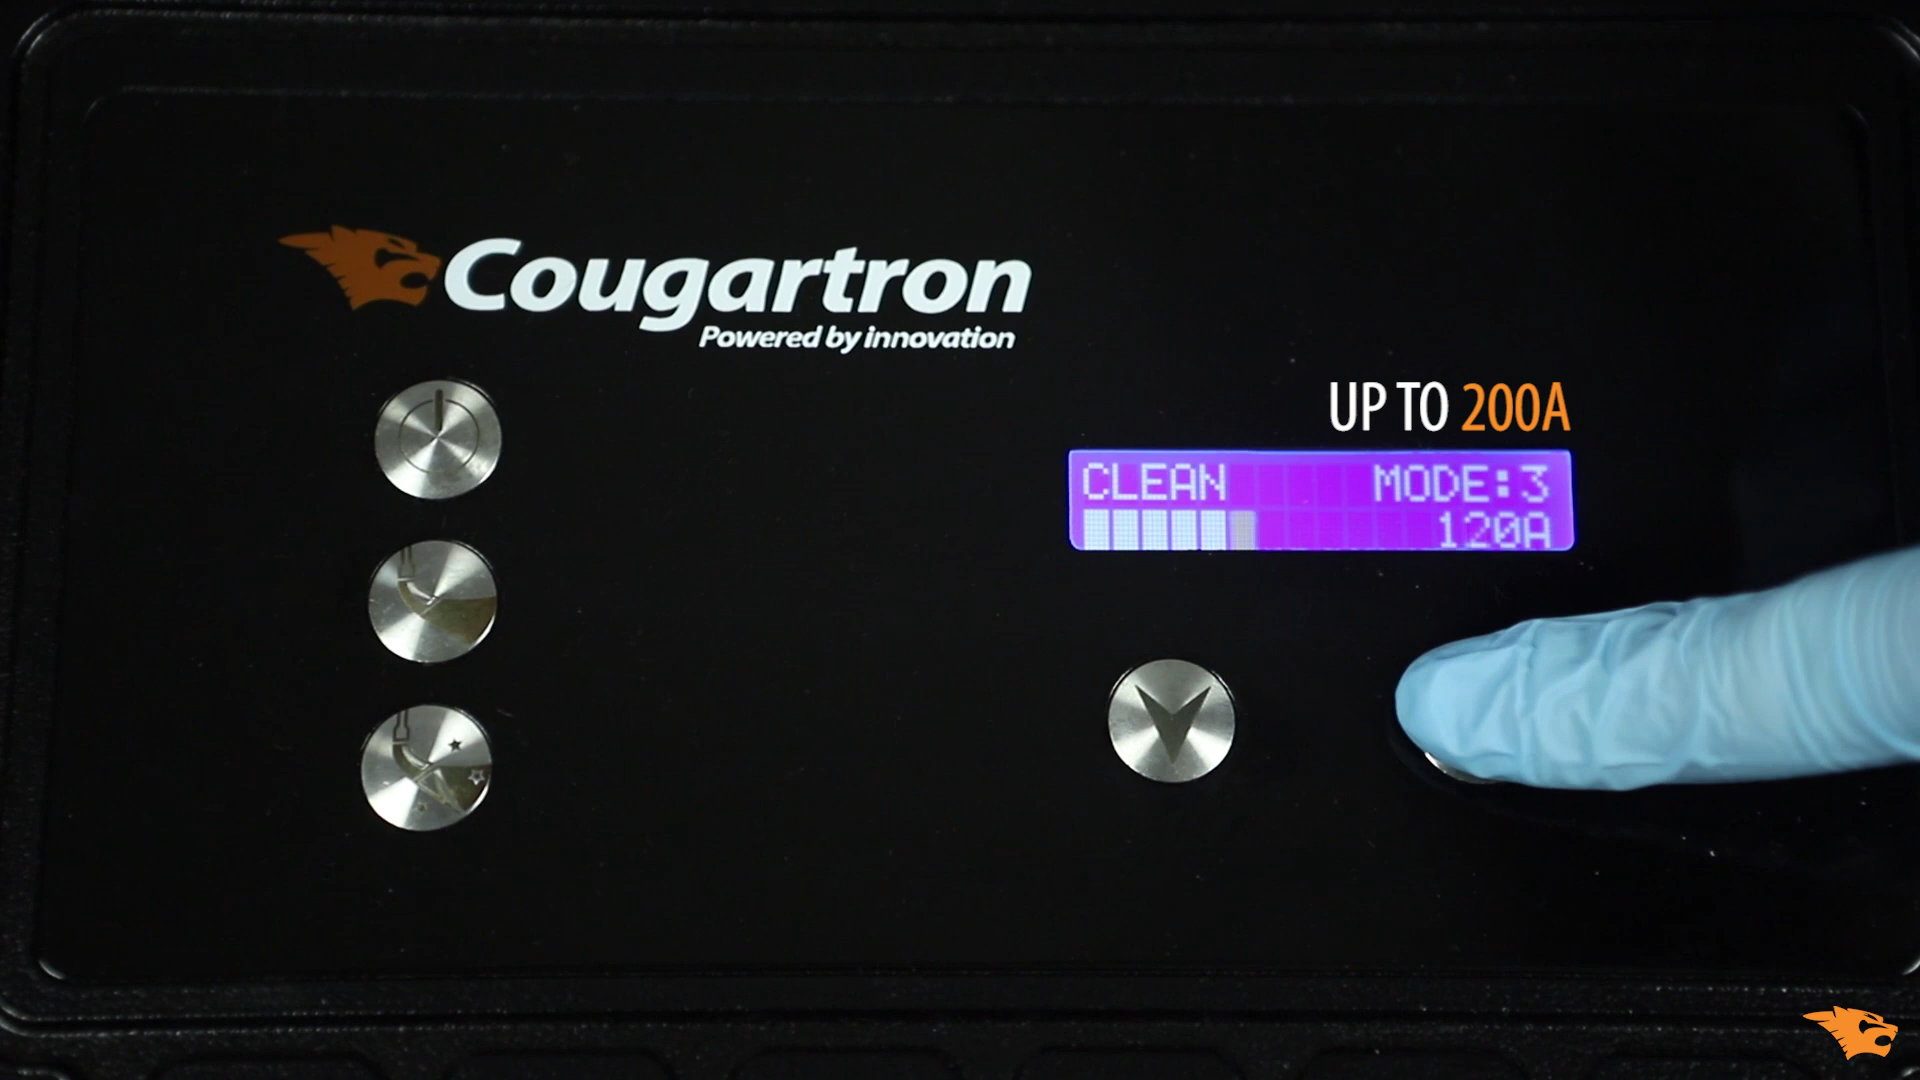 Cougartron
Powered by innovation
UP TO 200A
CLEAN MODE:3
120A